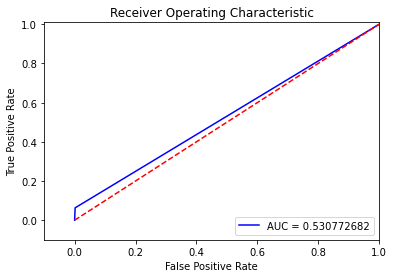 Receiver Operating Characteristic
True Positive Rate
1.0
0.8
0.6
0.4
0.2
0.0
AUC = 0.530772682
0.0 0.2 0.4 0.6 0.8 1.0
False Positive Rate